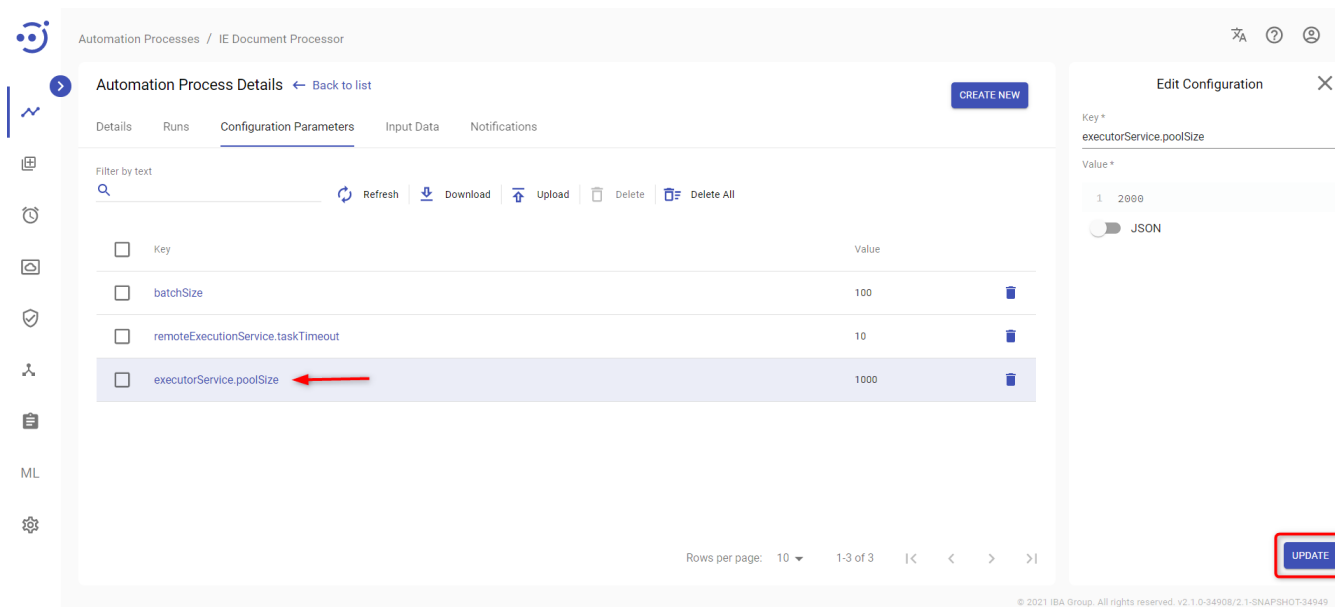 Automation Processes / IE Document Processor
Automation Process Details ← Back to list
CREATE NEW
Details Runs Configuration Parameters Input Data Notifications
Filter by text
Refresh Download Upload Delete Delete All
Key Value
batchSize 100
remoteExecutionService.taskTimeout 10
executorService.poolSize 1000
ML
Rows per page: 10 1-3 of 3
Edit Configuration
Key *
executorService.poolSize
Value *
1 2000
JSON
UPDATE
© 2021 IBA Group. All rights reserved. v2.1.0-34908/2.1-SNAPSHOT-34949